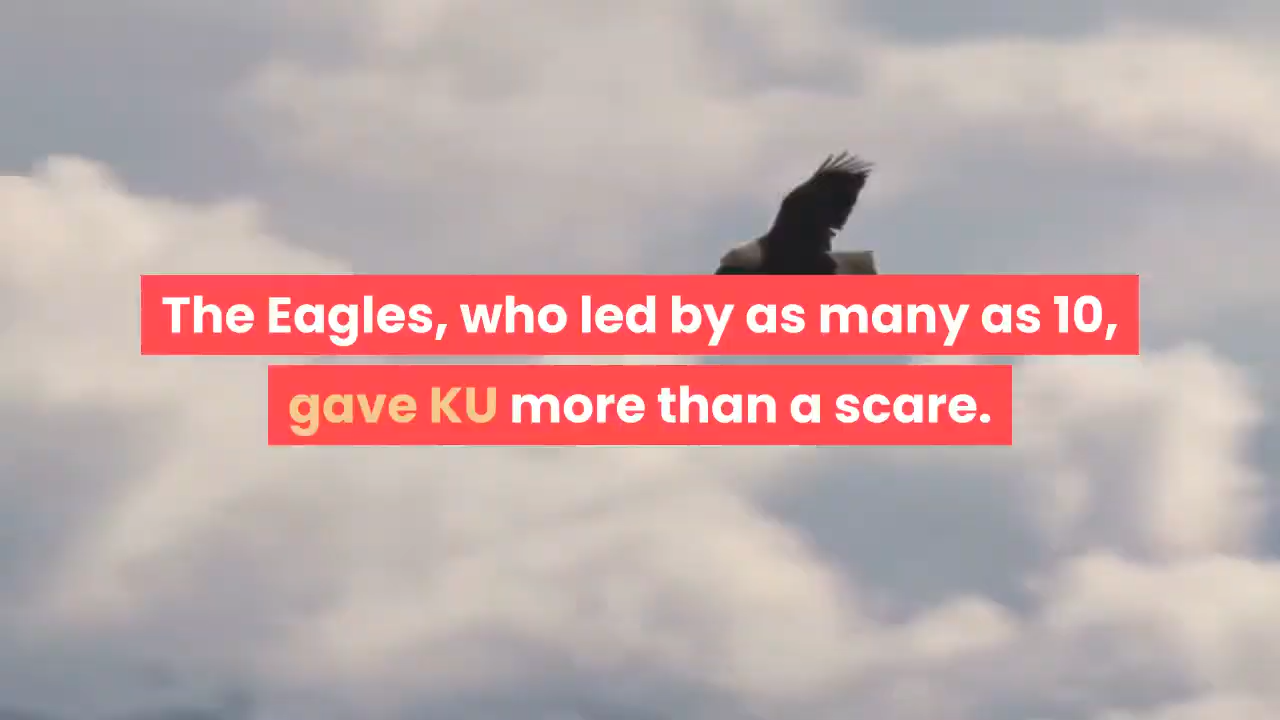 The Eagles, who led by as many as 10,
gave KU more than a scare.